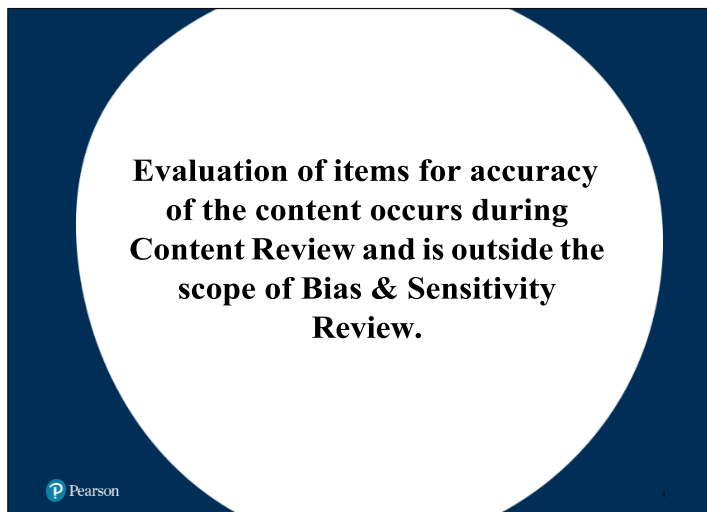 Evaluation of items for accuracy
of the content occurs during
Content Review and is outside the
scope of Bias & Sensitivity
Review.
Pearson